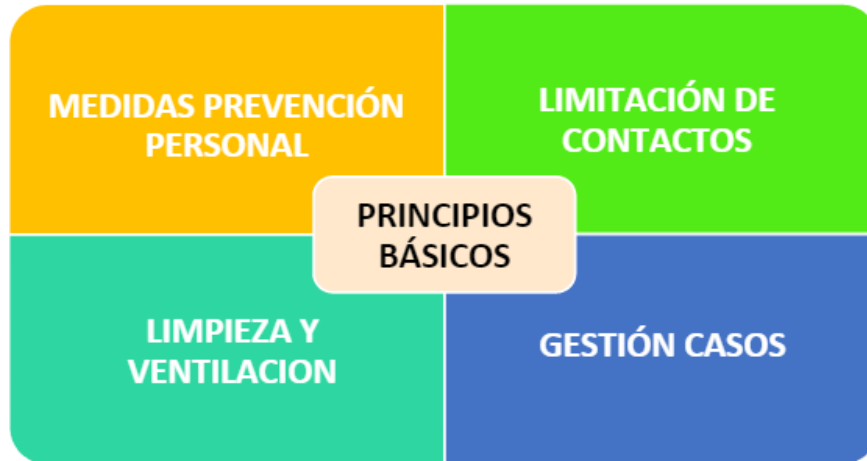 MEDIDAS PREVENCIÓN
PERSONAL
LIMITACIÓN DE
CONTACTOS
PRINCIPIOS
BÁSICOS
LIMPIEZA Y
VENTILACION
GESTIÓN CASOS